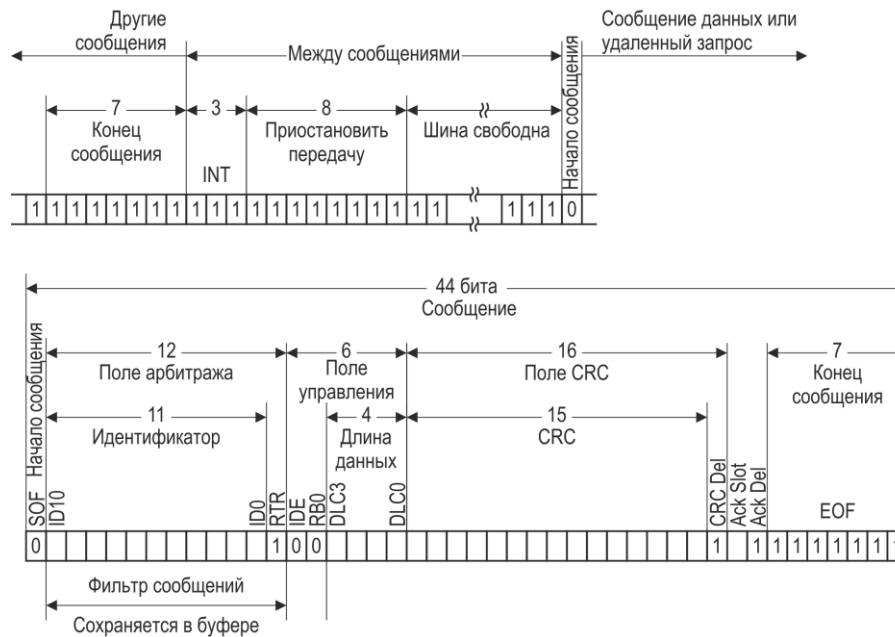 Другие
сообщения
Между сообщениями
Сообщение данных или
удаленный запрос
7
Конец
сообщения
3
INT
8
Приостановить
передачу
Шина свободна
Начало сообщения
1 1 1 1 1 1 1 1 1 1 1 1 1 1 1 1 1 1 1 1 1 1 1 1 0
44 бита
Сообщение
Начало сообщения
12
Поле арбитража
6
Поле
управления
16
Поле CRC
7
Конец
сообщения
11
Идентификатор
4
Длина
данных
15
CRC
SOF
ID10
ID0
RTR
IDE
RB0
DLC3
DLC0
CRC Del
Ack Slot
Ack Del
EOF
0 1 0 0 1 1 1 1 1 1 1 1 1
Фильтр сообщений
Сохраняется в буфере